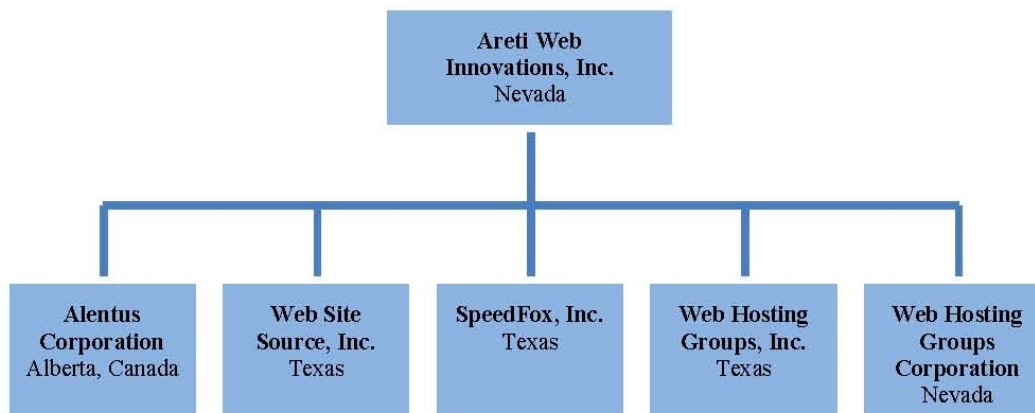 Areti Web
Innovations, Inc.
Nevada
Alentus
Corporation
Alberta, Canada
Web Site
Source, Inc.
Texas
SpeedFox, Inc.
Texas
Web Hosting
Groups, Inc.
Texas
Web Hosting
Groups
Corporation
Nevada